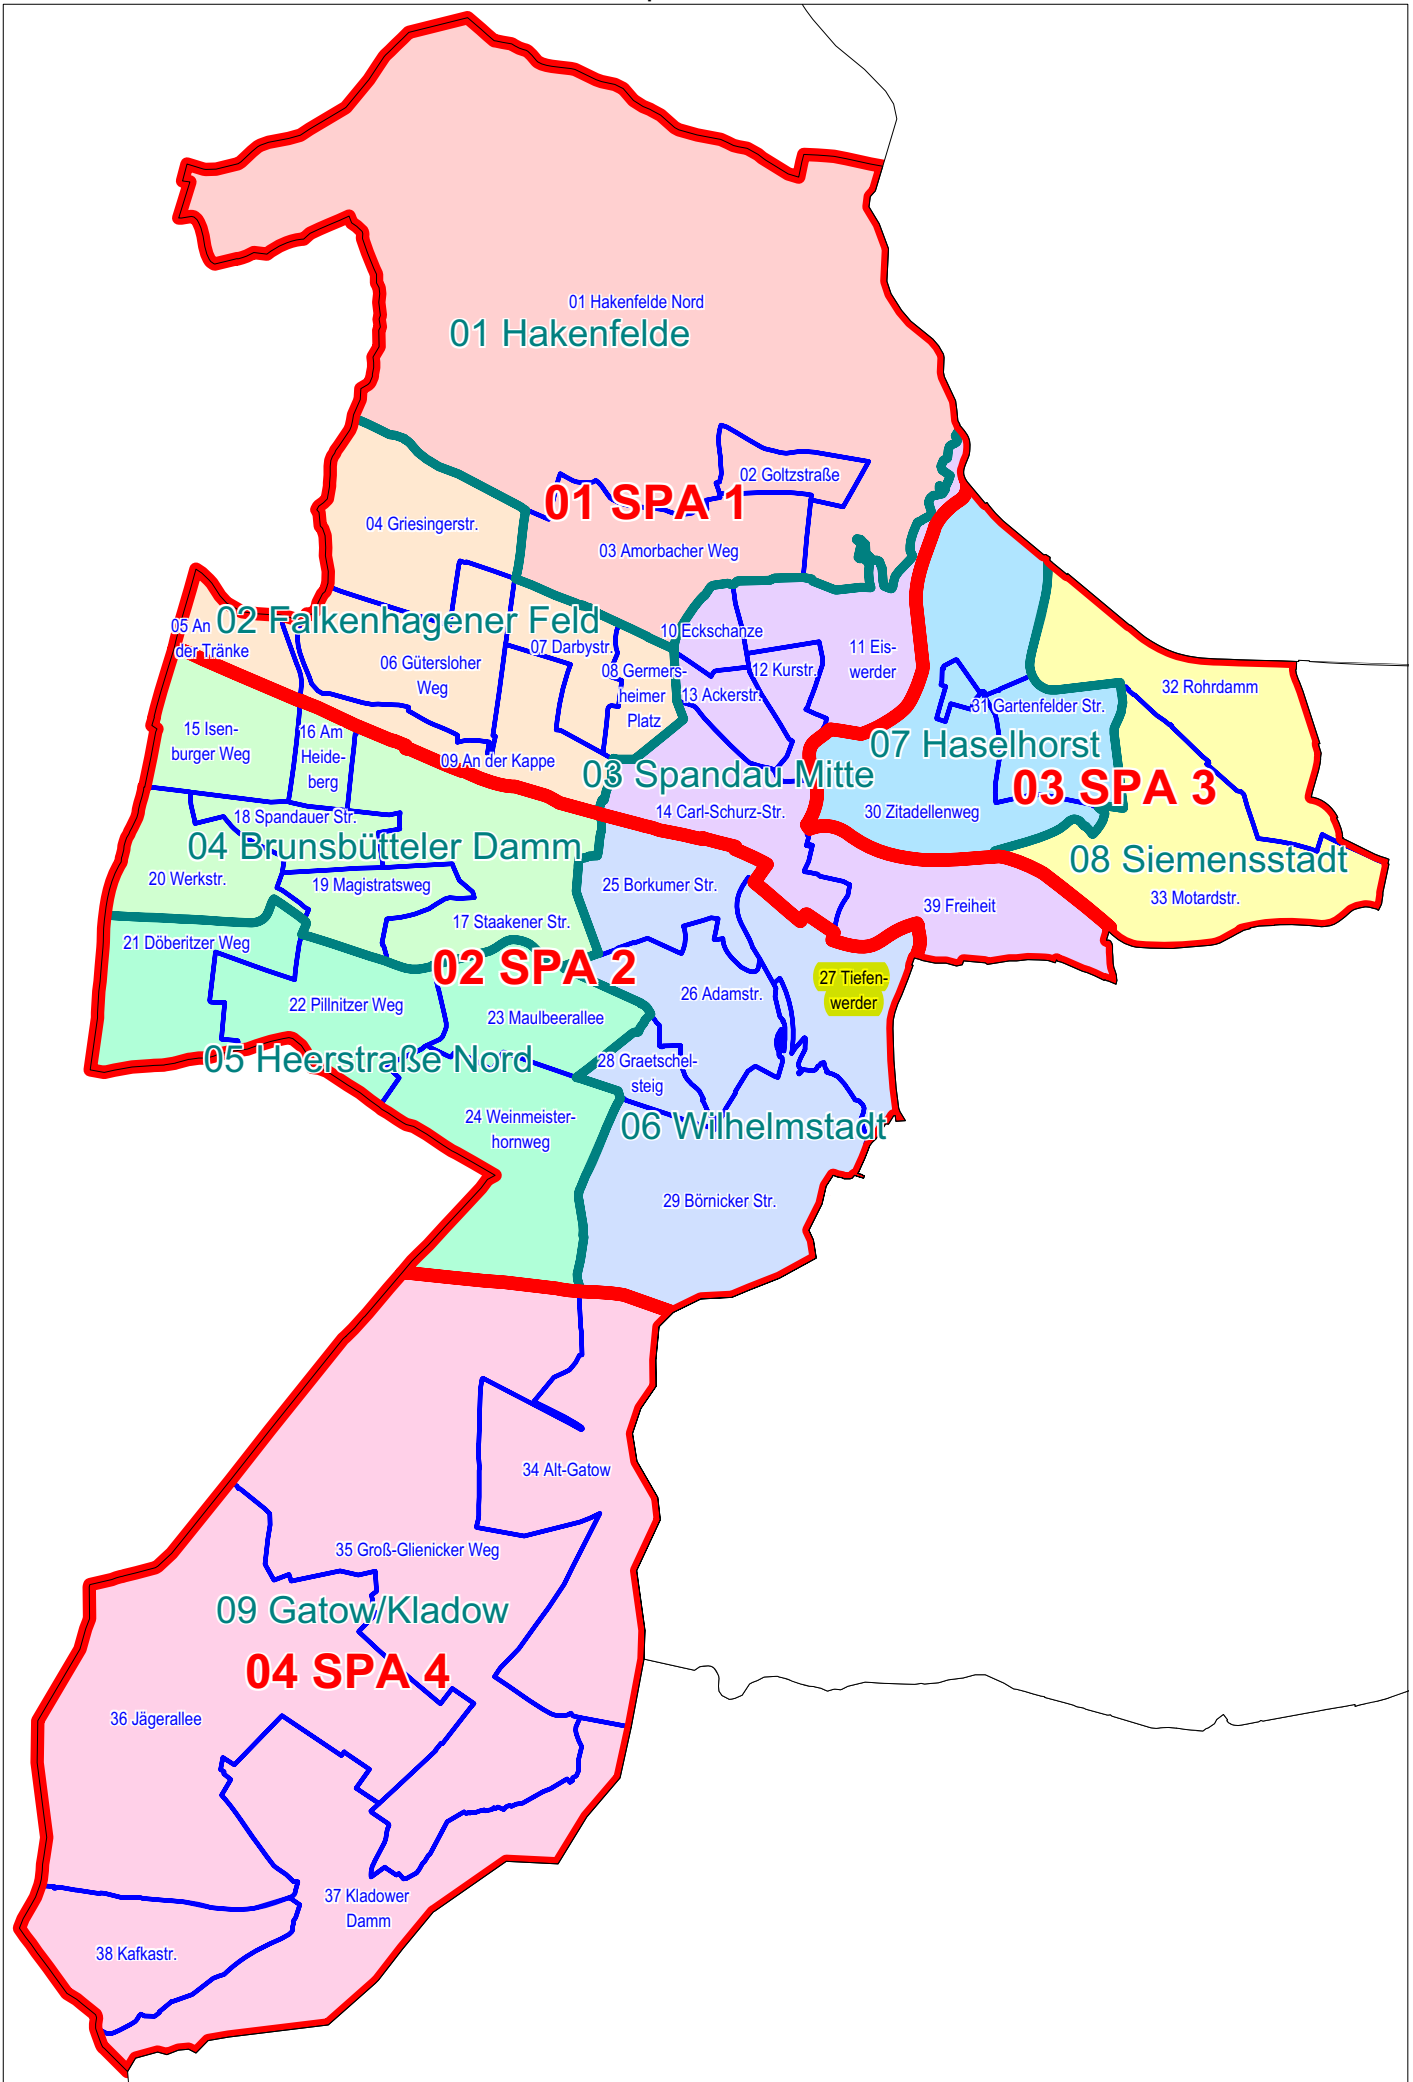 01 Hakenfelde Nord
01 Hakenfelde
02 Goltzstraße
01 SPA 1
04 Griesingerstr.
03 Amorbacher Weg
05 An
der Tränke
02 Falkenhagener Feld
10 Eckschanze
07 Darbystr.
06 Gütersloher
Weg
08 Germers-
heimer
Platz
12 Kurstr.
13 Ackerstr.
11 Eis-
werder
32 Rohrdamm
31 Gartenfelder Str.
15 Isen-
burger Weg
16 Am
Heide-
berg
09 An der Kappe
07 Haselhorst
03 Spandau Mitte
03 SPA 3
14 Carl-Schurz-Str.
30 Zitadellenweg
18 Spandauer Str.
04 Brunsbütteler Damm
08 Siemensstadt
20 Werkstr.
19 Magistratsweg
25 Borkumer Str.
33 Motardstr.
39 Freiheit
17 Staakener Str.
21 Döberitzer Weg
02 SPA 2
27 Tiefen-
werder
26 Adamstr.
22 Pillnitzer Weg
23 Maulbeerallee
05 Heerstraße Nord
28 Graetschel-
steig
24 Weinmeister-
hornweg
06 Wilhelmstadt
29 Börnicker Str.
34 Alt-Gatow
35 Groß-Glienicker Weg
09 Gatow/Kladow
04 SPA 4
36 Jägerallee
37 Kladower
Damm
38 Kafkastr.